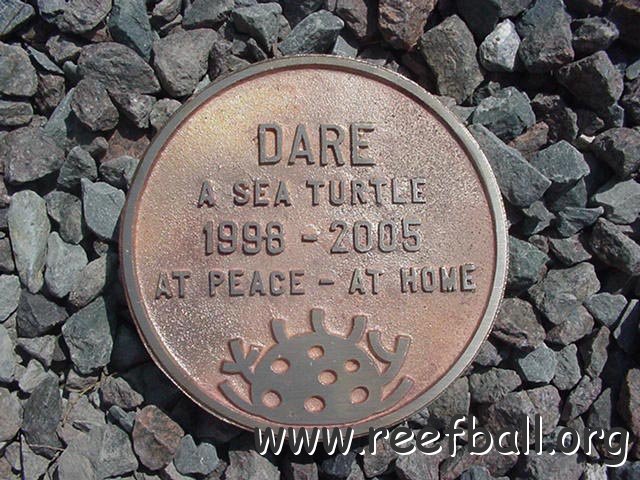 DARE
A SEA TURTLE
1998 - 2005
AT PEACE - AT HOME
www.reefball.org